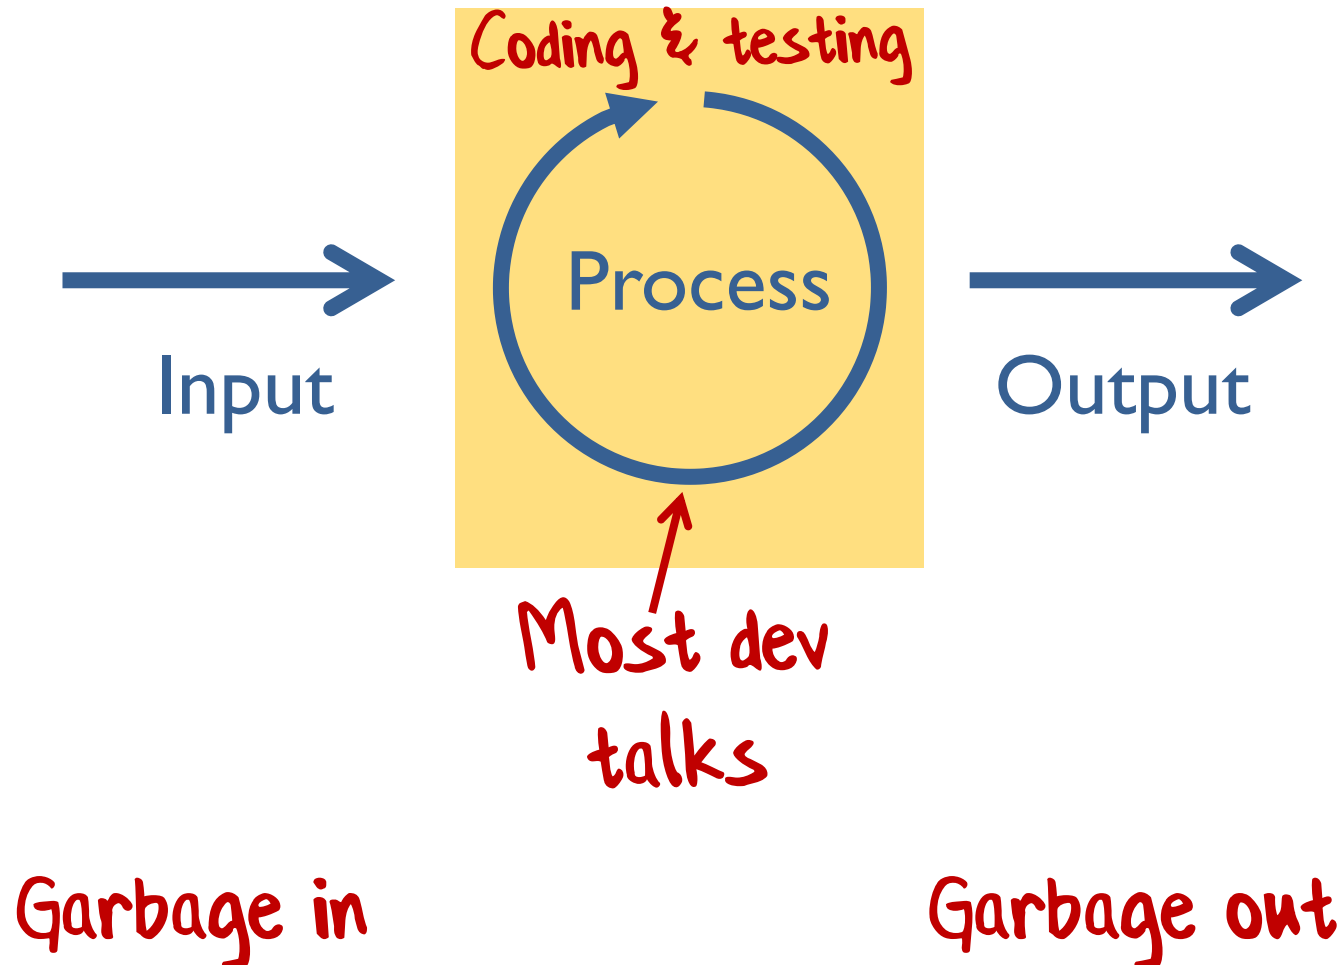 Coding & testing
Process
Input
Output
Most dev
talks
Garbage in
Garbage out